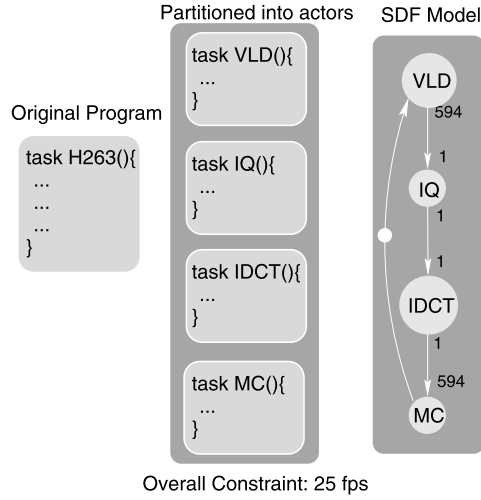 Original Program
task H263(){
...
...
...
}
Partitioned into actors
task VLD(){
...
}
task IQ(){
...
}
task IDCT(){
...
}
task MC(){
...
}
SDF Model
VLD
594
1
IQ
1
1
IDCT
1
594
MC
Overall Constraint: 25 fps